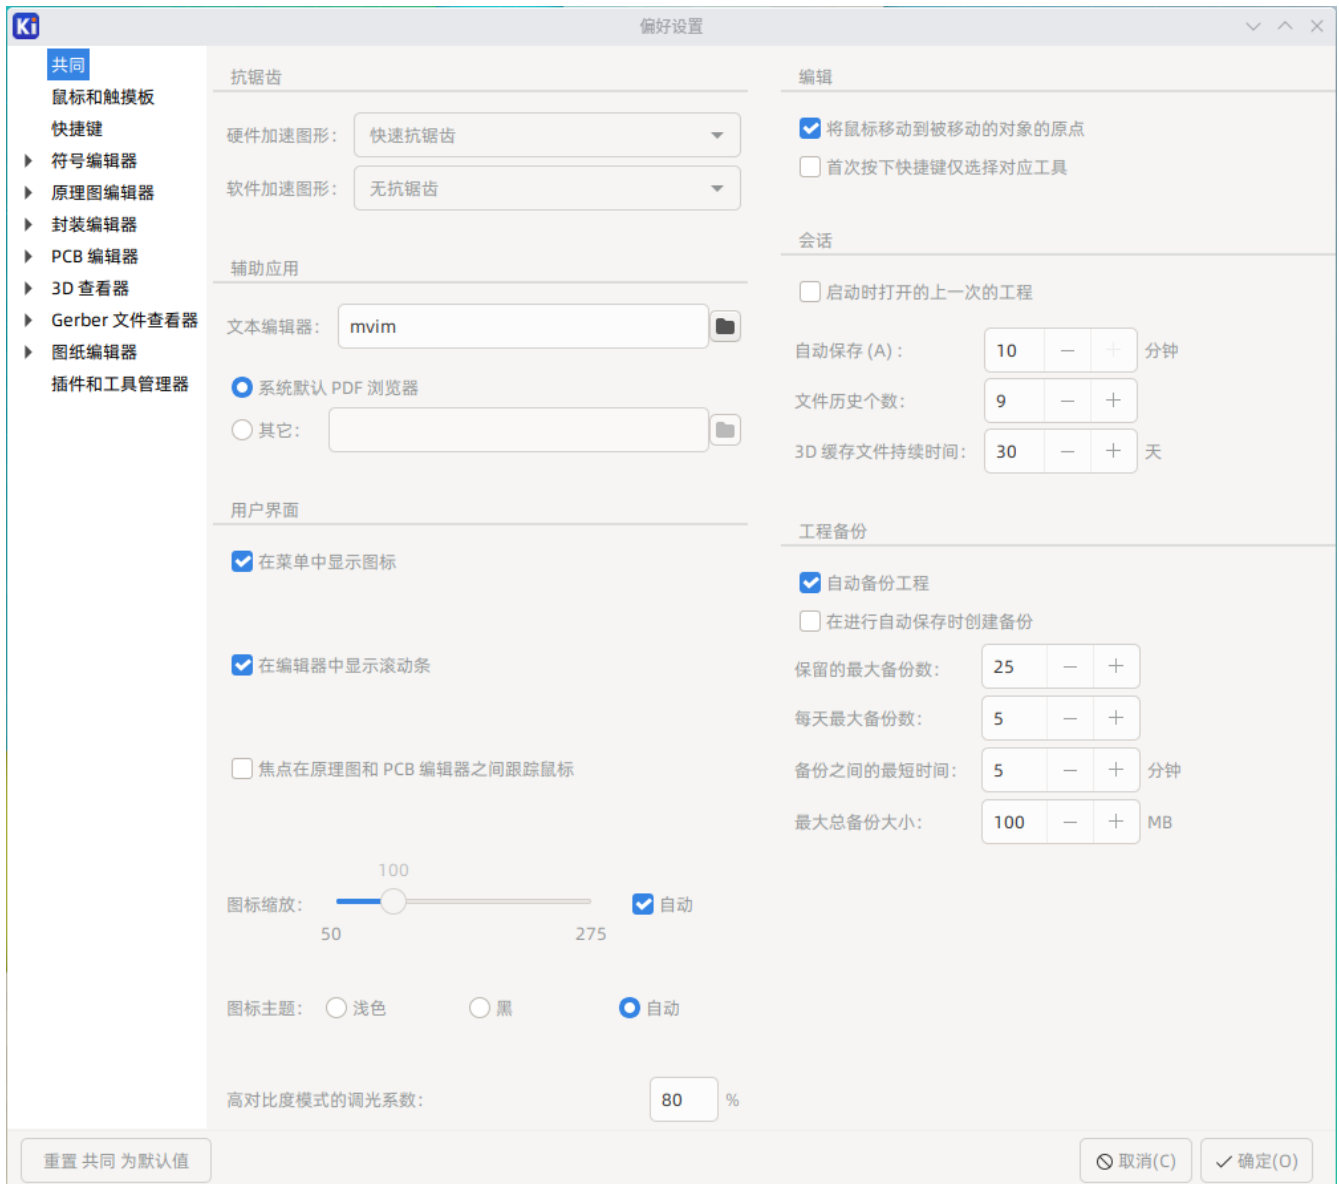 Ki
偏好设置
共同
鼠标和触摸板
快捷键
符号编辑器
原理图编辑器
封装编辑器
PCB 编辑器
3D 查看器
Gerber 文件查看器
图纸编辑器
插件和工具管理器
抗锯齿
硬件加速图形： 快速抗锯齿
软件加速图形： 无抗锯齿
辅助应用
文本编辑器： mvim
系统默认 PDF 浏览器
其它：
用户界面
在菜单中显示图标
在编辑器中显示滚动条
焦点在原理图和 PCB 编辑器之间跟踪鼠标
100
图标缩放： 自动
50 275
图标主题： 浅色 黑 自动
高对比度模式的调光系数： 80 %
编辑
将鼠标移动到被移动的对象的原点
首次按下快捷键仅选择对应工具
会话
启动时打开的上一次的工程
自动保存 (A)： 10 − + 分钟
文件历史个数： 9 − +
3D 缓存文件持续时间： 30 − + 天
工程备份
自动备份工程
在进行自动保存时创建备份
保留的最大备份数： 25 − +
每天最大备份数： 5 − +
备份之间的最短时间： 5 − + 分钟
最大总备份大小： 100 − + MB
重置 共同 为默认值
取消(C) 确定(O)